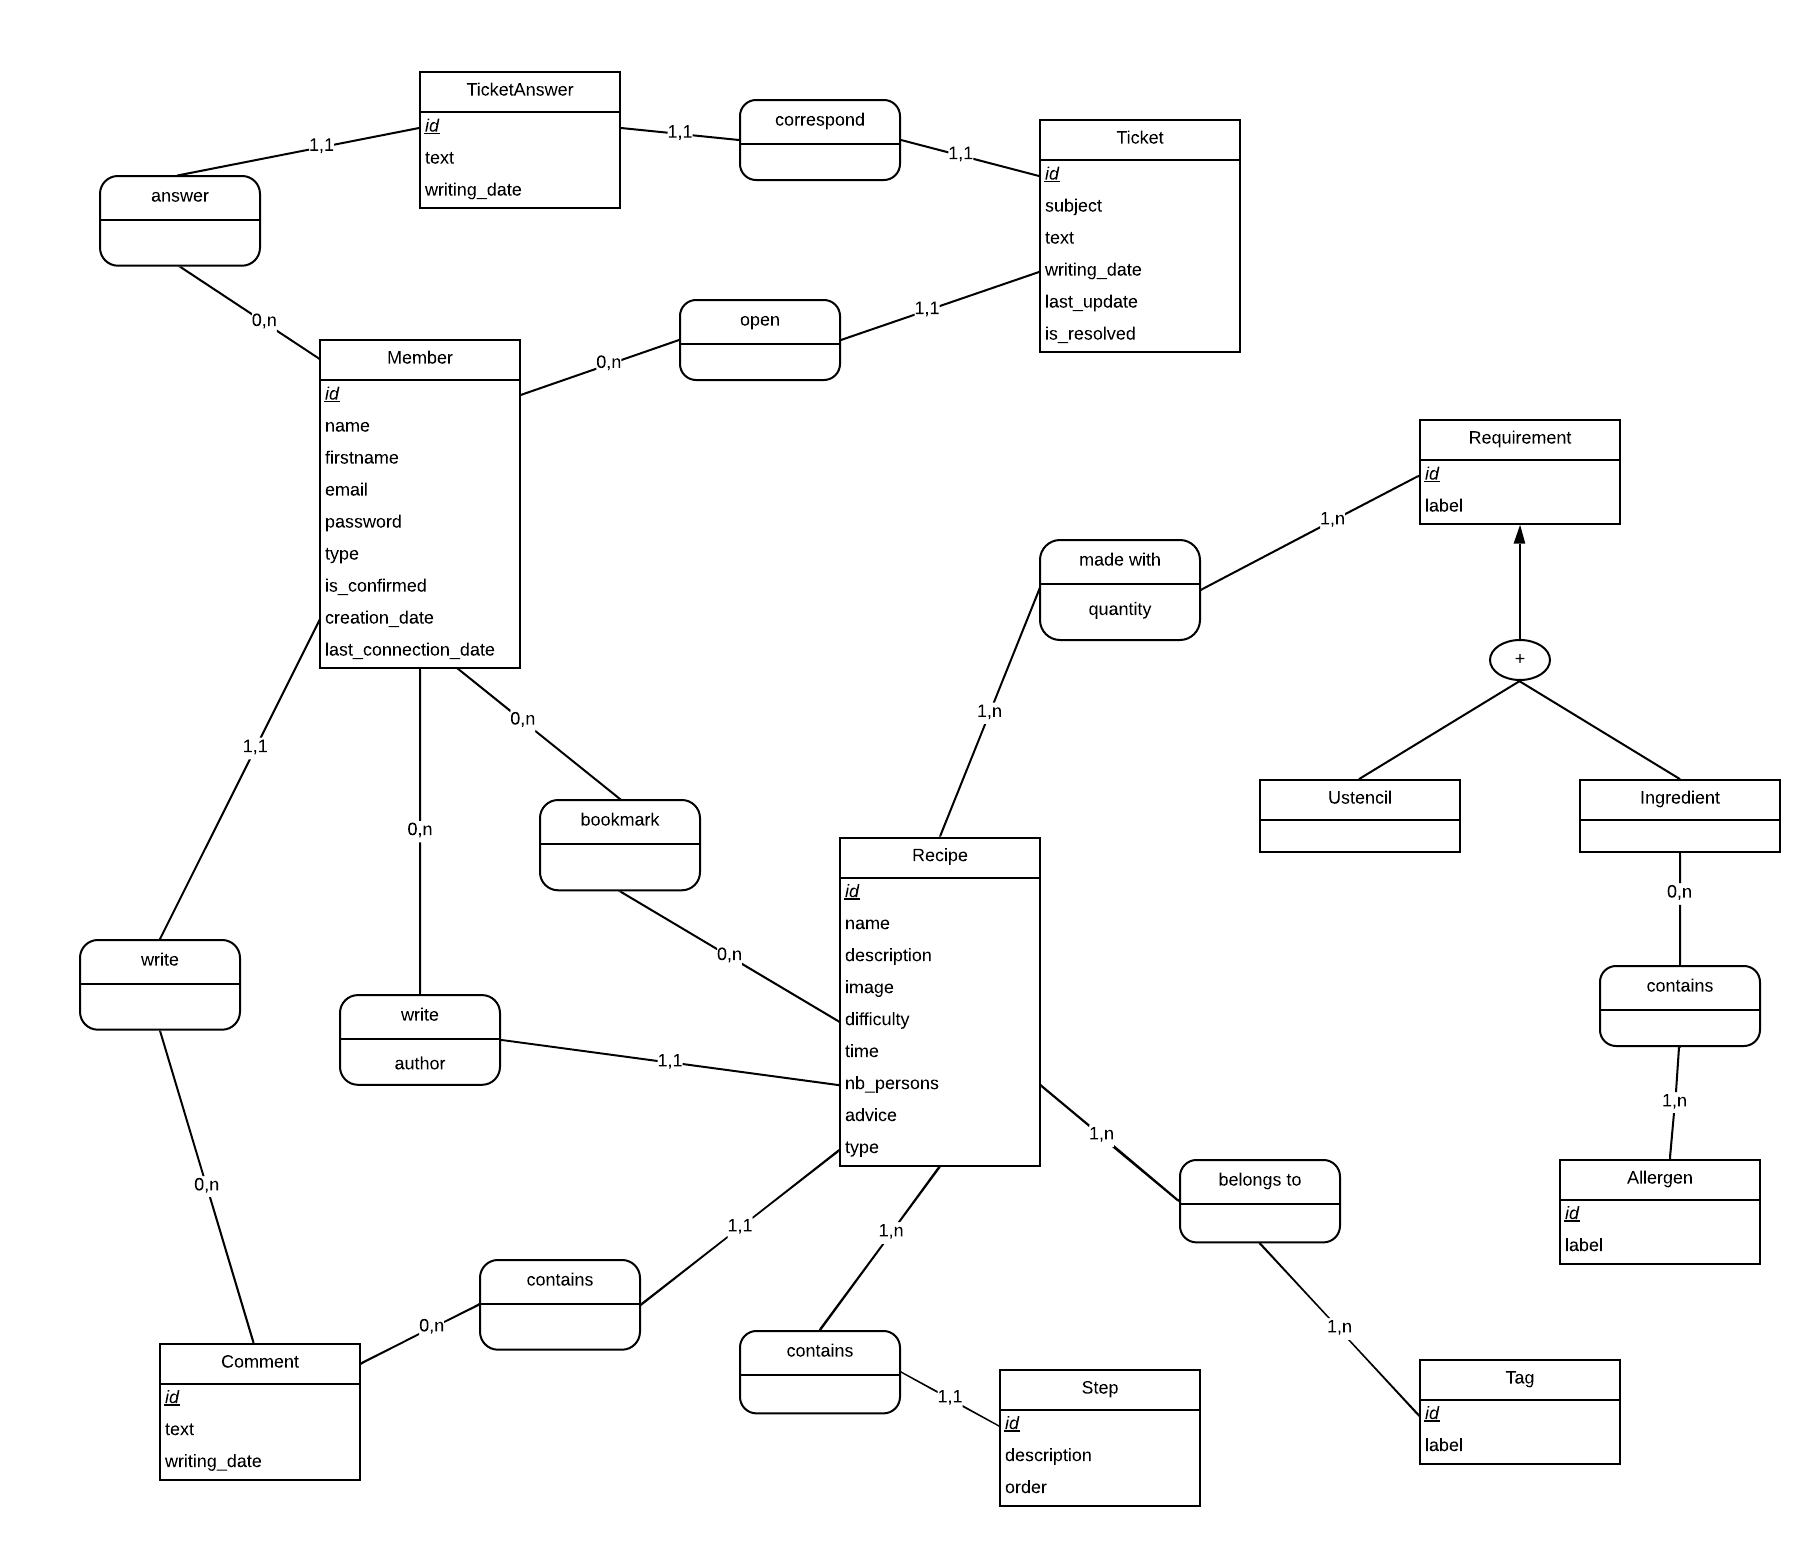 TicketAnswer
id
text
writing_date
1,1
correspond
1,1
Ticket
id
subject
text
writing_date
last_update
is_resolved
1,1
answer
0,n
open
1,1
0,n
Member
id
name
firstname
email
password
type
is_confirmed
creation_date
last_connection_date
Requirement
id
label
1,n
made with
quantity
1,n
+
Ustencil
Ingredient
0,n
contains
1,n
Allergen
id
label
1,1
0,n
0,n
bookmark
0,n
write
write
author
1,1
Recipe
id
name
description
image
difficulty
time
nb_persons
advice
type
1,n
belongs to
1,n
Tag
id
label
0,n
1,1
contains
0,n
Comment
id
text
writing_date
1,n
contains
1,1
Step
id
description
order